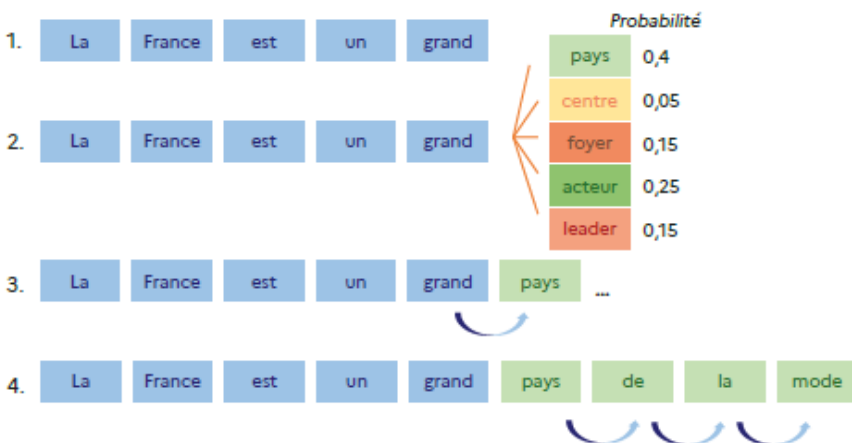 Probabilité
1. La France est un grand
pays 0,4
centre 0,05
2. La France est un grand
foyer 0,15
acteur 0,25
leader 0,15
3. La France est un grand pays ...
4. La France est un grand pays de la mode